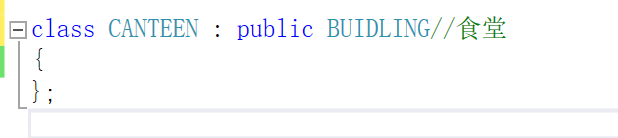 class CANTEEN : public BUIDLING//食堂
{
};